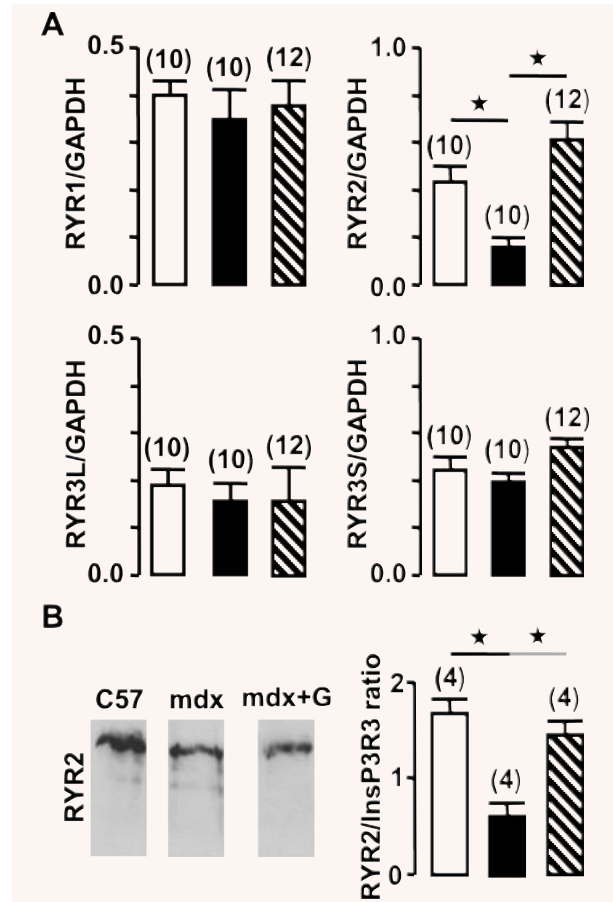 A
RYR1/GAPDH
0.5
0.0
(10)
(10)
(12)
RYR2/GAPDH
1.0
0.0
(10)
(10)
(12)
★
★
RYR3L/GAPDH
0.5
0.0
(10)
(10)
(12)
RYR3S/GAPDH
1.0
0.0
(10)
(10)
(12)
B
C57
mdx
mdx+G
RYR2
RYR2/InsP3R3 ratio
2
1
0
(4)
(4)
(4)
★
★